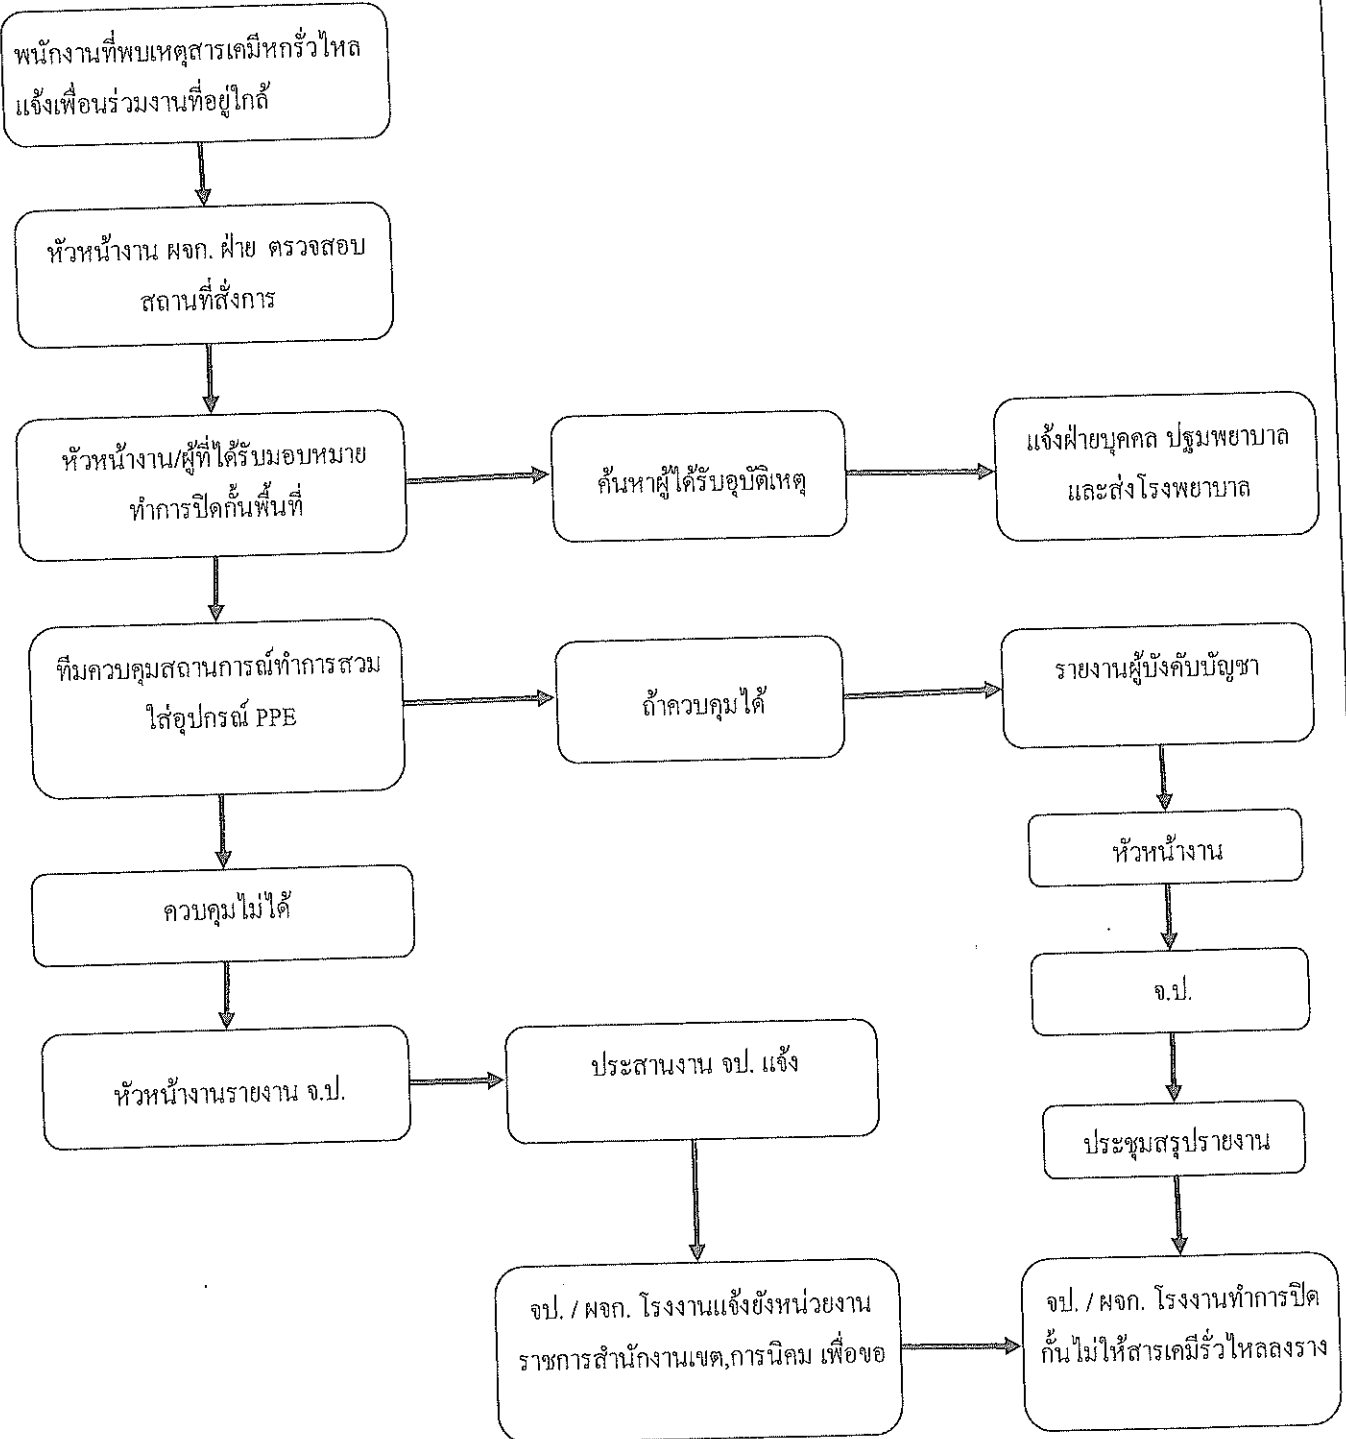 พนักงานที่พบเหตุสารเคมีหกรั่วไหล
แจ้งเพื่อนร่วมงานที่อยู่ใกล้
หัวหน้างาน ผจก. ฝ่าย ตรวจสอบ
สถานที่สั่งการ
หัวหน้างาน/ผู้ที่ได้รับมอบหมาย
ทำการปิดกั้นพื้นที่
ค้นหาผู้ได้รับอุบัติเหตุ
แจ้งฝ่ายบุคคล ปฐมพยาบาล
และส่งโรงพยาบาล
ทีมควบคุมสถานการณ์ทำการสวม
ใส่อุปกรณ์ PPE
ถ้าควบคุมได้
รายงานผู้บังคับบัญชา
หัวหน้างาน
ควบคุมไม่ได้
จ.ป.
หัวหน้างานรายงาน จ.ป.
ประสานงาน จป. แจ้ง
ประชุมสรุปรายงาน
จป. / ผจก. โรงงานแจ้งยังหน่วยงาน
ราชการสำนักงานเขต,การนิคม เพื่อขอ
จป. / ผจก. โรงงานทำการปิด
กั้นไม่ให้สารเคมีรั่วไหลลงราง